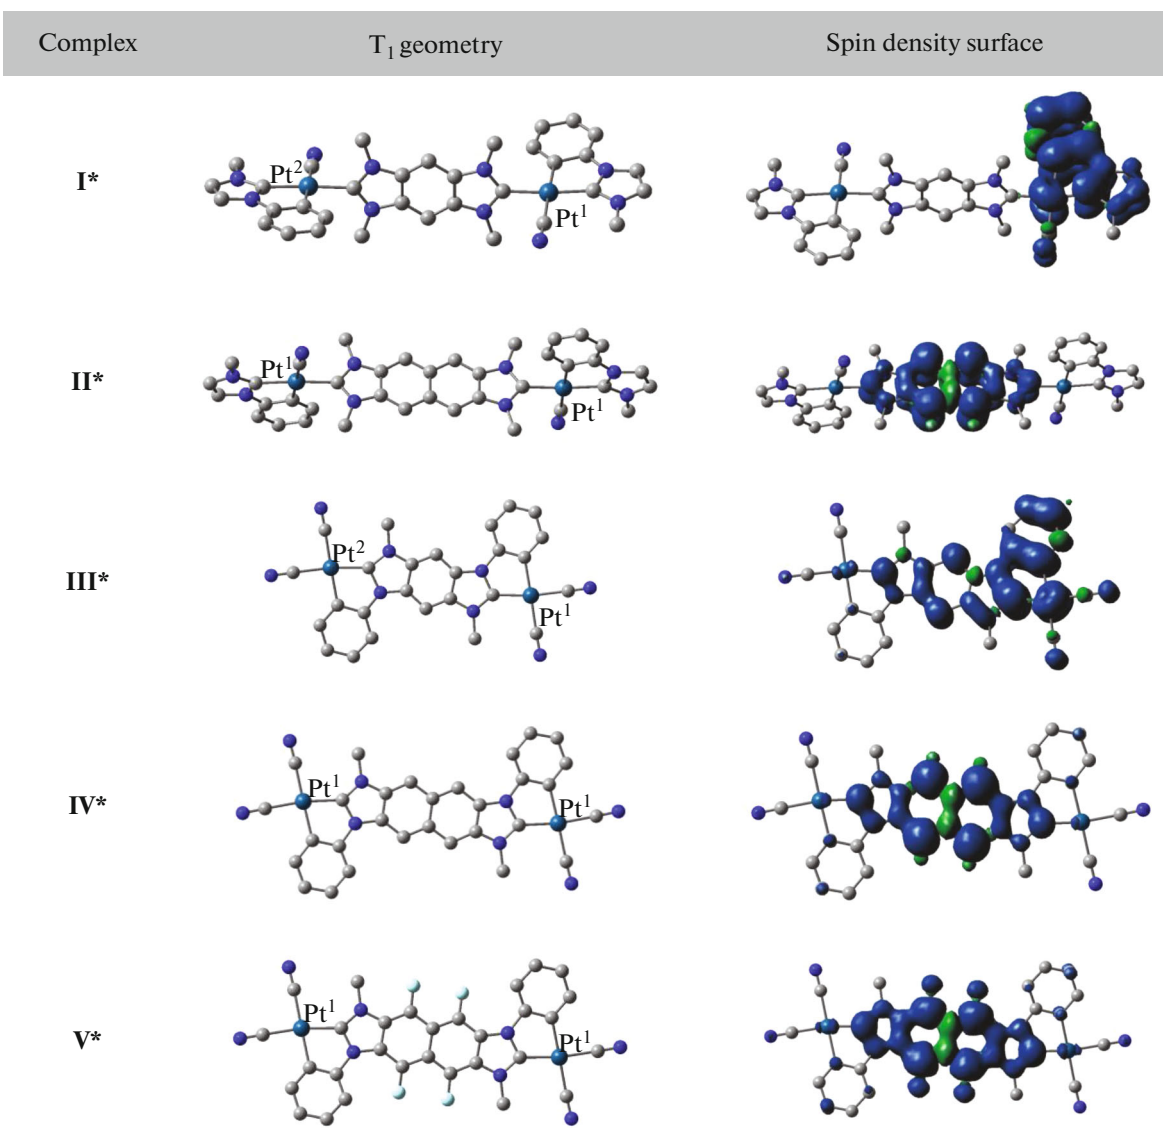 Complex T₁ geometry Spin density surface
I*
Pt²
Pt¹
II*
Pt¹
Pt¹
III*
Pt²
Pt¹
IV*
Pt¹
Pt¹
V*
Pt¹
Pt¹